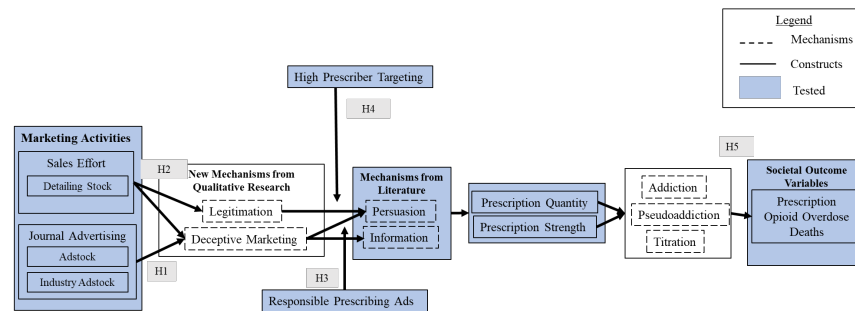 Legend
Mechanisms
Constructs
Tested
High Prescriber Targeting
H4
Marketing Activities
Sales Effort
Detailing Stock
H2
New Mechanisms from
Qualitative Research
Legitimation
Deceptive Marketing
Journal Advertising
Adstock
Industry Adstock
H1
Mechanisms from
Literature
Persuasion
Information
H3
Responsible Prescribing Ads
Prescription Quantity
Prescription Strength
Addiction
Pseudoaddiction
Titration
H5
Societal Outcome
Variables
Prescription
Opioid Overdose
Deaths